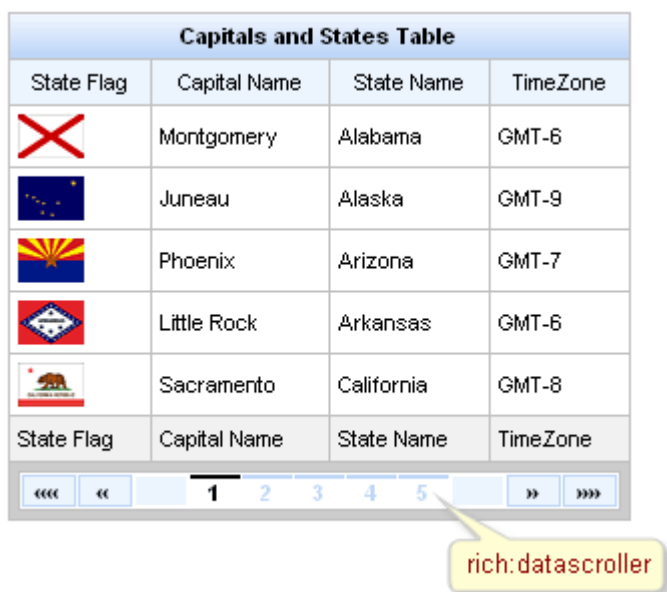 Capitals and States Table
State Flag Capital Name State Name TimeZone
Montgomery Alabama GMT-6
Juneau Alaska GMT-9
Phoenix Arizona GMT-7
Little Rock Arkansas GMT-6
Sacramento California GMT-8
State Flag Capital Name State Name TimeZone
«« « 1 2 3 4 5 » »»
rich:datascroller